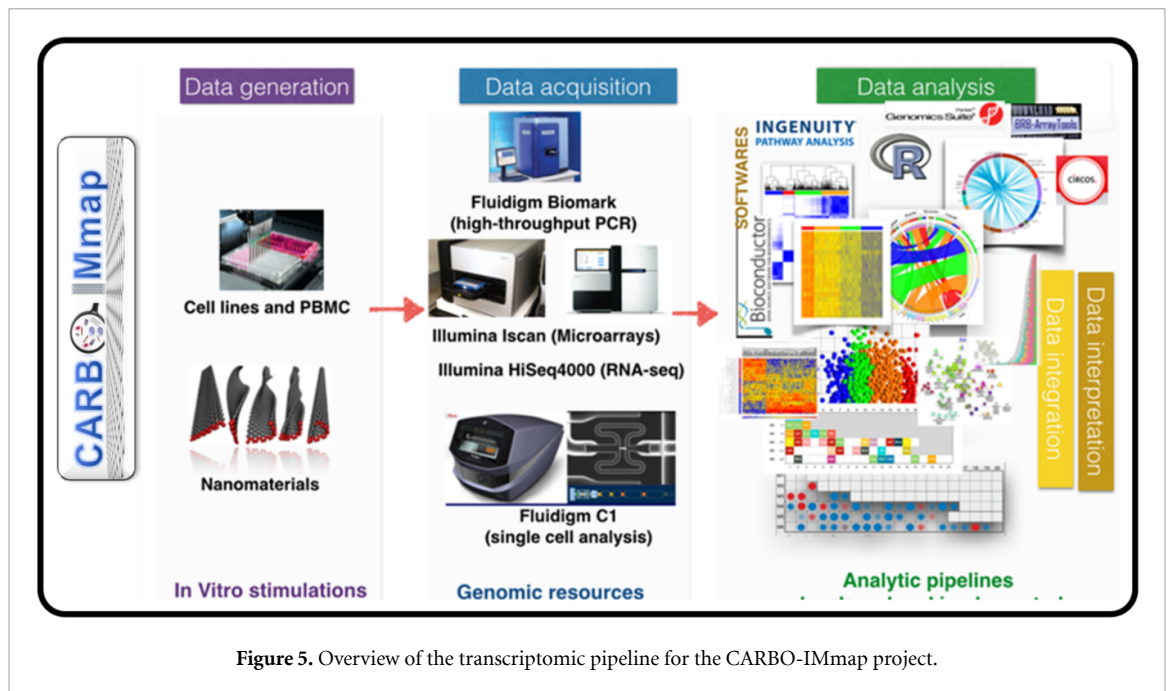 CARBO IMmap
Data generation
Cell lines and PBMC
Nanomaterials
In Vitro stimulations
Data acquisition
Fluidigm Biomark
(high-throughput PCR)
Illumina Iscan (Microarrays)
Illumina HiSeq4000 (RNA-seq)
Fluidigm C1
(single cell analysis)
Genomic resources
Data analysis
SOFTWARES
INGENUITY
PATHWAY ANALYSIS
Genomics Suite
R
DOWNLOAD
BRB-ArrayTools
CIRCOS.
Bioconductor
Data integration
Data interpretation
Analytic pipelines
Figure 5. Overview of the transcriptomic pipeline for the CARBO-IMmap project.